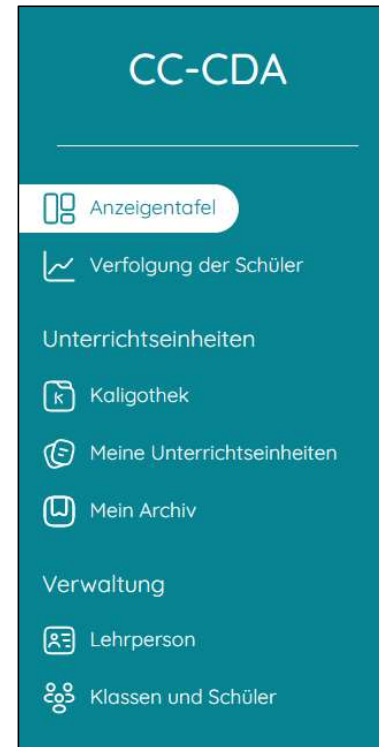 CC-CDA
Anzeigentafel
Verfolgung der Schüler
Unterrichtseinheiten
Kaligothek
Meine Unterrichtseinheiten
Mein Archiv
Verwaltung
Lehrperson
Klassen und Schüler